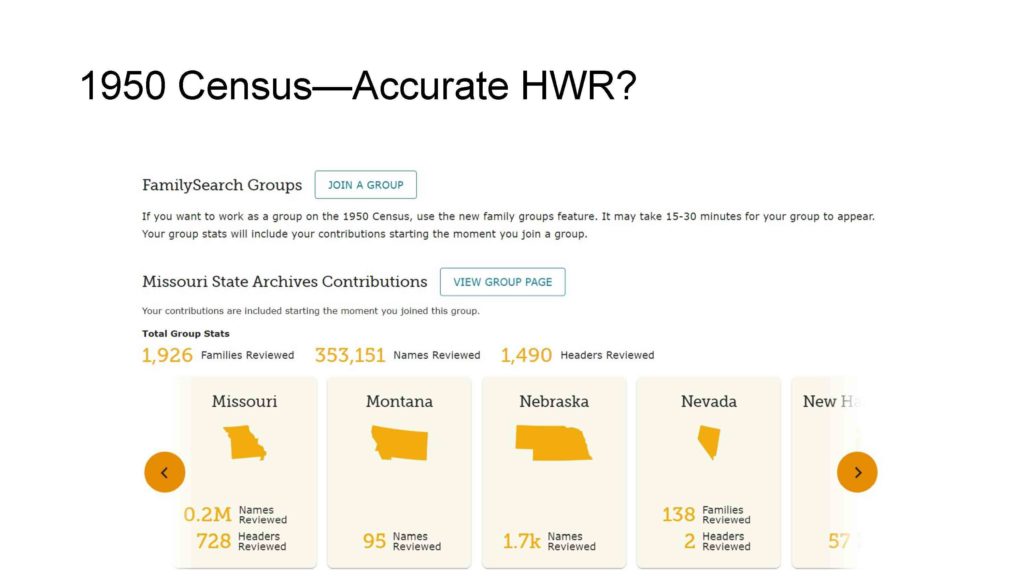 1950 Census—Accurate HWR?
FamilySearch Groups JOIN A GROUP
If you want to work as a group on the 1950 Census, use the new family groups feature. It may take 15-30 minutes for your group to appear.
Your group stats will include your contributions starting the moment you join a group.
Missouri State Archives Contributions VIEW GROUP PAGE
Your contributions are included starting the moment you joined this group.
Total Group Stats
1,926 Families Reviewed 353,151 Names Reviewed 1,490 Headers Reviewed
Missouri
0.2M Names
Reviewed
728 Headers
Reviewed
Montana
95 Names
Reviewed
Nebraska
1.7k Names
Reviewed
Nevada
138 Families
Reviewed
2 Headers
Reviewed
New
57